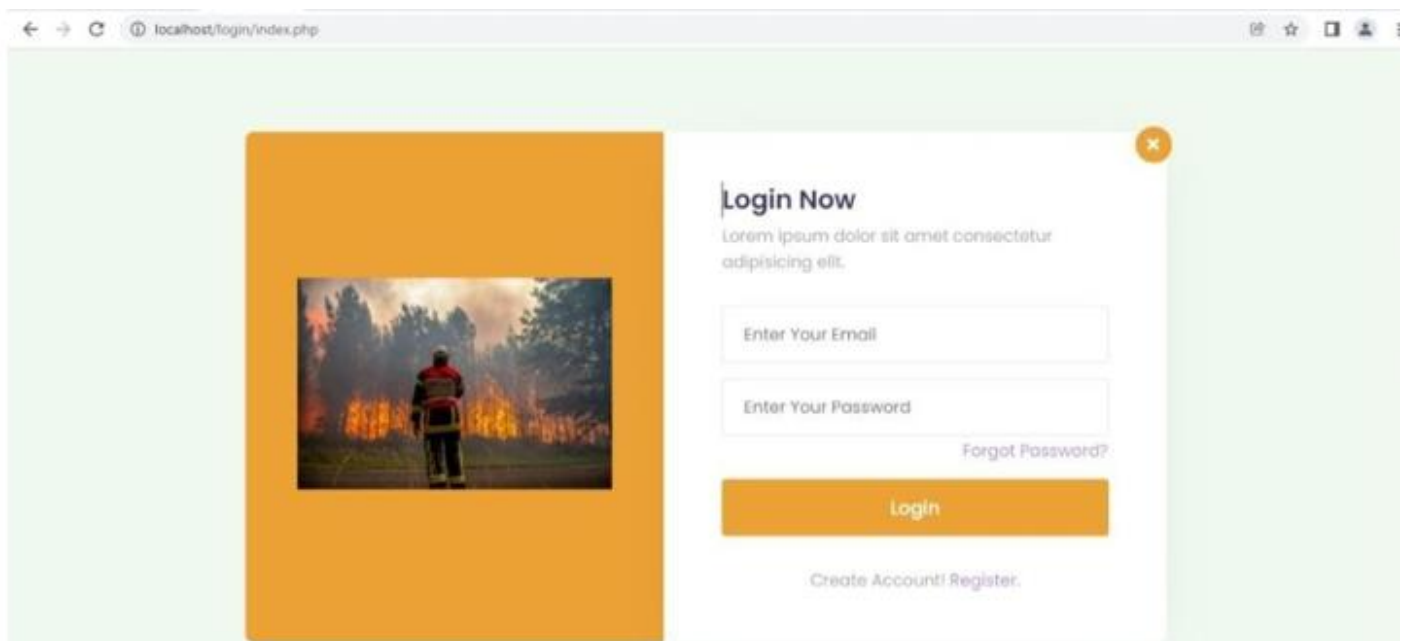 localhost/login/index.php
Login Now
Lorem ipsum dolor sit amet consectetur
adipisicing elit.
Enter Your Email
Enter Your Password
Forgot Password?
Login
Create Account! Register.